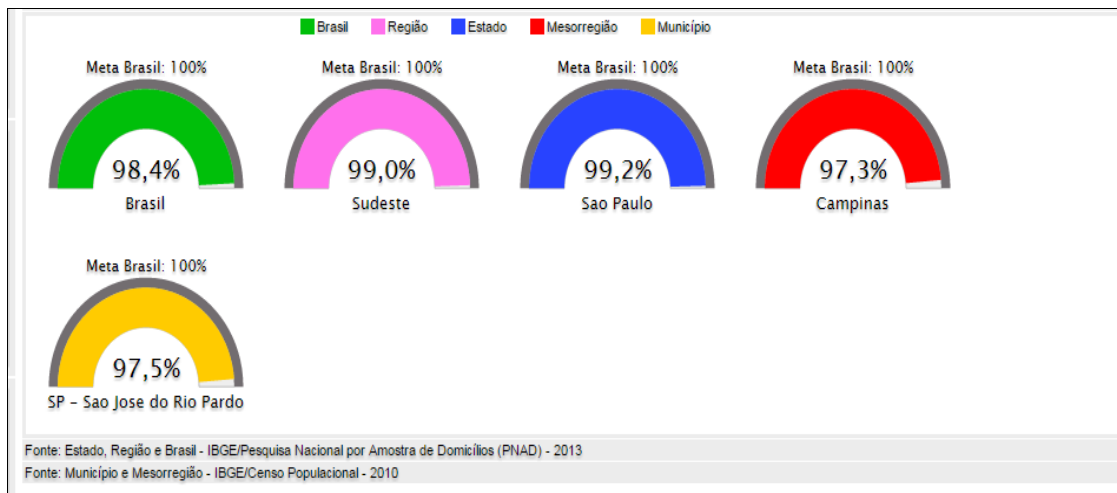 Brasil Região Estado Mesorregião Município
Meta Brasil: 100% Meta Brasil: 100% Meta Brasil: 100% Meta Brasil: 100%
98,4% 99,0% 99,2% 97,3%
Brasil Sudeste Sao Paulo Campinas
Meta Brasil: 100%
97,5%
SP – Sao Jose do Rio Pardo
Fonte: Estado, Região e Brasil - IBGE/Pesquisa Nacional por Amostra de Domicílios (PNAD) - 2013
Fonte: Município e Mesorregião - IBGE/Censo Populacional - 2010